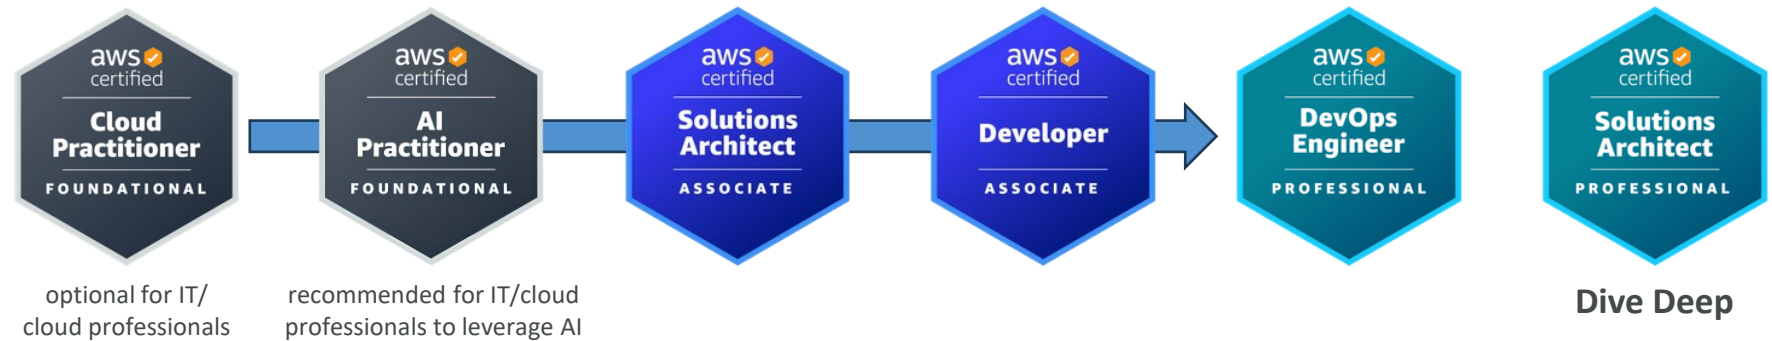 aws
certified
Cloud
Practitioner
FOUNDATIONAL
optional for IT/
cloud professionals
aws
certified
AI
Practitioner
FOUNDATIONAL
recommended for IT/cloud
professionals to leverage AI
aws
certified
Solutions
Architect
ASSOCIATE
aws
certified
Developer
ASSOCIATE
aws
certified
DevOps
Engineer
PROFESSIONAL
aws
certified
Solutions
Architect
PROFESSIONAL
Dive Deep